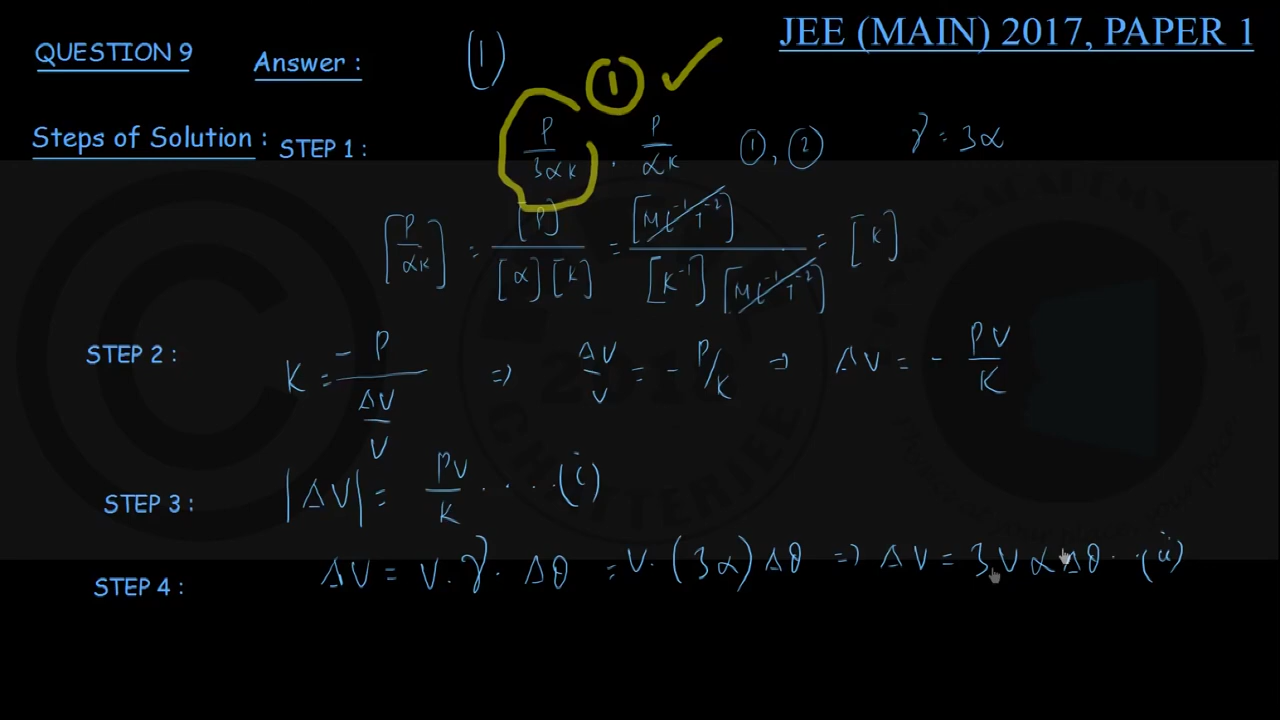 JEE (MAIN) 2017, PAPER 1
QUESTION 9 Answer : (1)
① ✓
Steps of Solution : STEP 1 : P/3αK . P/αK ①, ② γ = 3α
[P/αK] = [P]/[α][K] = [ML⁻¹T⁻²]/[K⁻¹][ML⁻¹T⁻²] = [K]
STEP 2 : K = -P/(ΔV/V) ⇒ ΔV/V = - P/K ⇒ ΔV = - PV/K
STEP 3 : |ΔV| = PV/K . . . . (i)
STEP 4 : ΔV = V . γ . Δθ = V . (3α) Δθ ⇒ ΔV = 3VαΔθ . . (ii)
CHATTERJEE